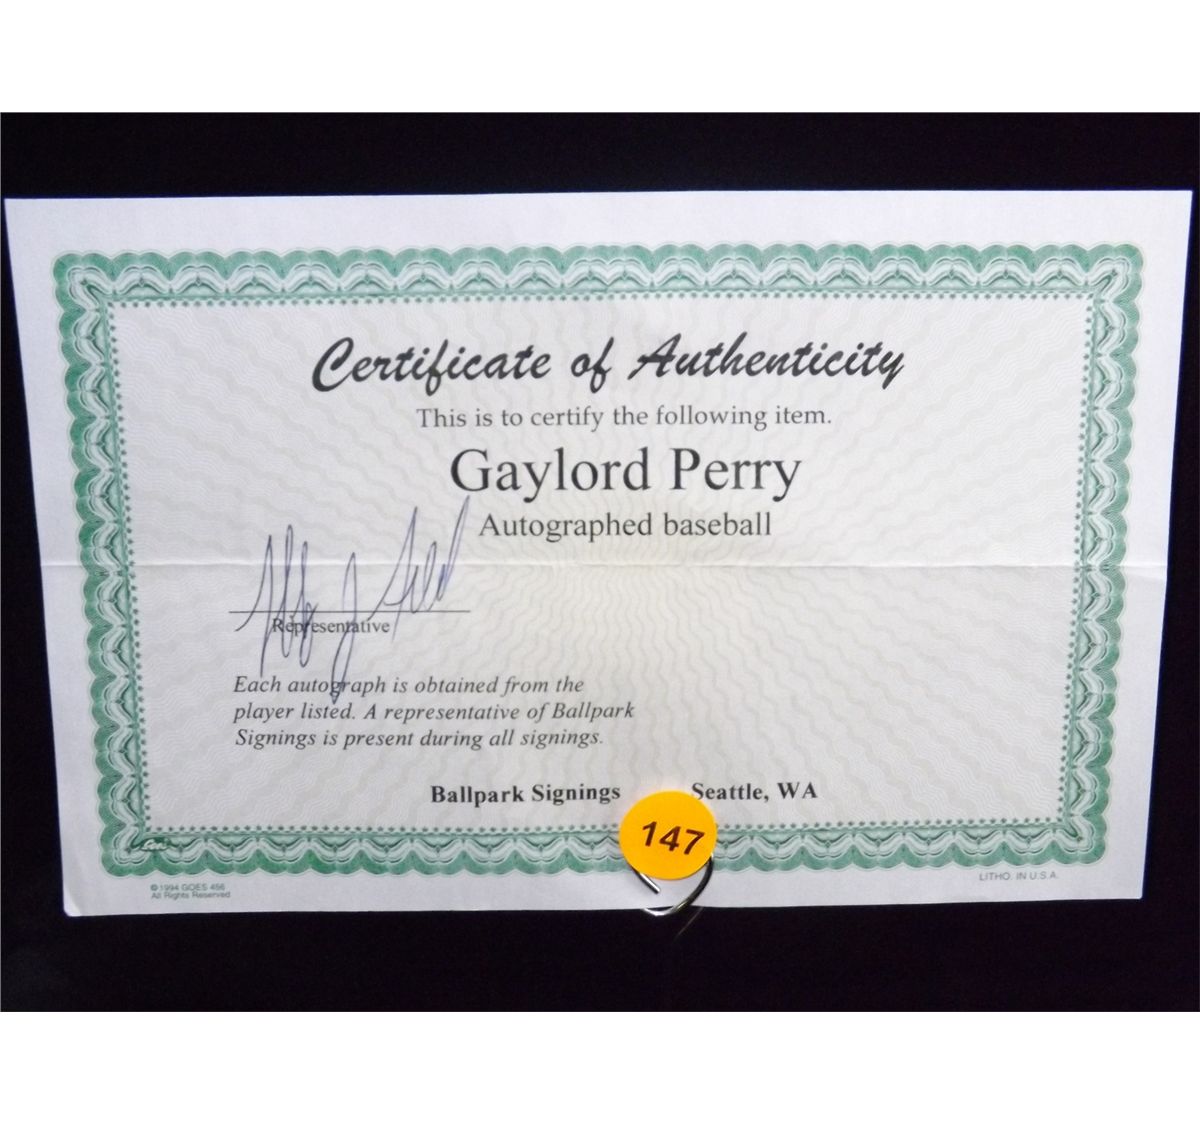 Certificate of Authenticity
This is to certify the following item.
Gaylord Perry
Autographed baseball
Representative
Each autograph is obtained from the
player listed. A representative of Ballpark
Signings is present during all signings.
Ballpark Signings Seattle, WA
147
© 1994 GOES 456
All Rights Reserved
LITHO. IN U.S.A.